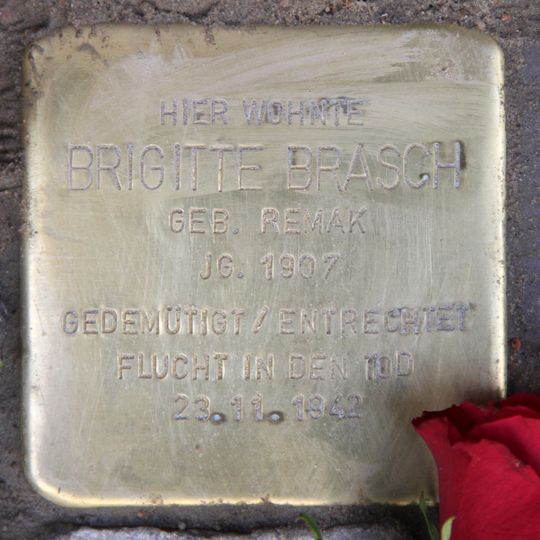 HIER WOHNTE
BRIGITTE BRASCH
GEB. REMAK
JG. 1907
GEDEMÜTIGT / ENTRECHTET
FLUCHT IN DEN TOD
23.11.1942